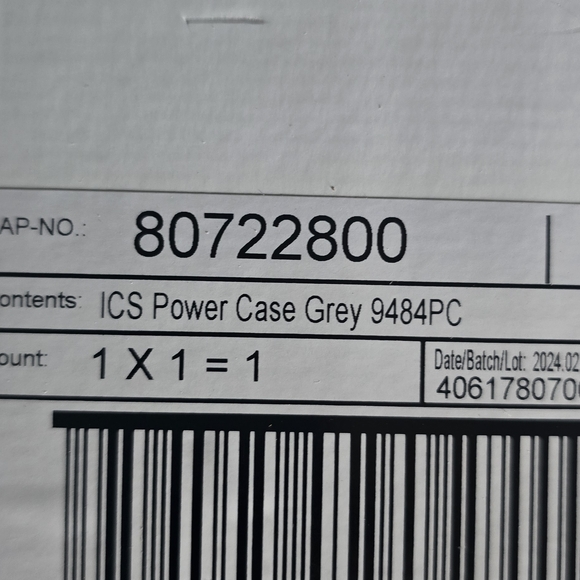 AP-NO.: 80722800
ontents: ICS Power Case Grey 9484PC
ount: 1 X 1 = 1
Date/Batch/Lot: 2024.02
406178070